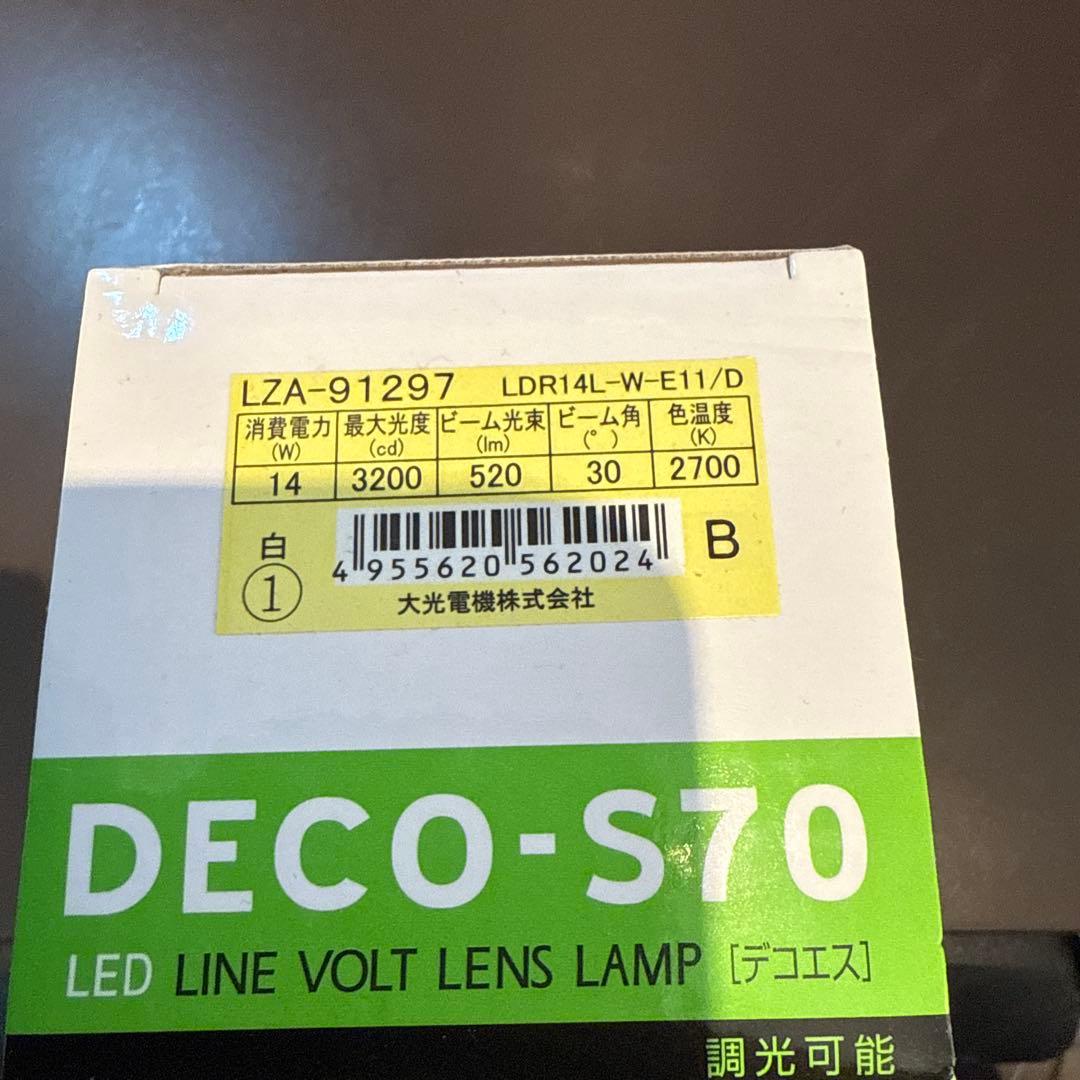 LZA-91297 LDR14L-W-E11/D
消費電力 最大光度 ビーム光束 ビーム角 色温度
(W) (cd) (lm) (°) (K)
14 3200 520 30 2700
白
① B
4 955620 562024
大光電機株式会社
DECO-S70
LED LINE VOLT LENS LAMP [デコエス]
調光可能